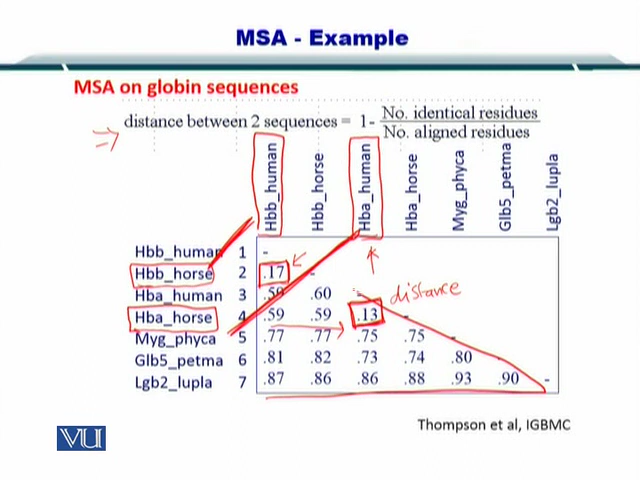 MSA - Example
MSA on globin sequences
distance between 2 sequences = 1- No. identical residues
No. aligned residues
Hbb_human
Hbb_horse
Hba_human
Hba_horse
Myg_phyca
Glb5_petma
Lgb2_lupla
Hbb_human 1 -
Hbb_horse 2 .17 -
Hba_human 3 .59 .60 -
distance
Hba_horse 4 .59 .59 .13 -
Myg_phyca 5 .77 .77 .75 .75 -
Glb5_petma 6 .81 .82 .73 .74 .80 -
Lgb2_lupla 7 .87 .86 .86 .88 .93 .90 -
Thompson et al, IGBMC
VU